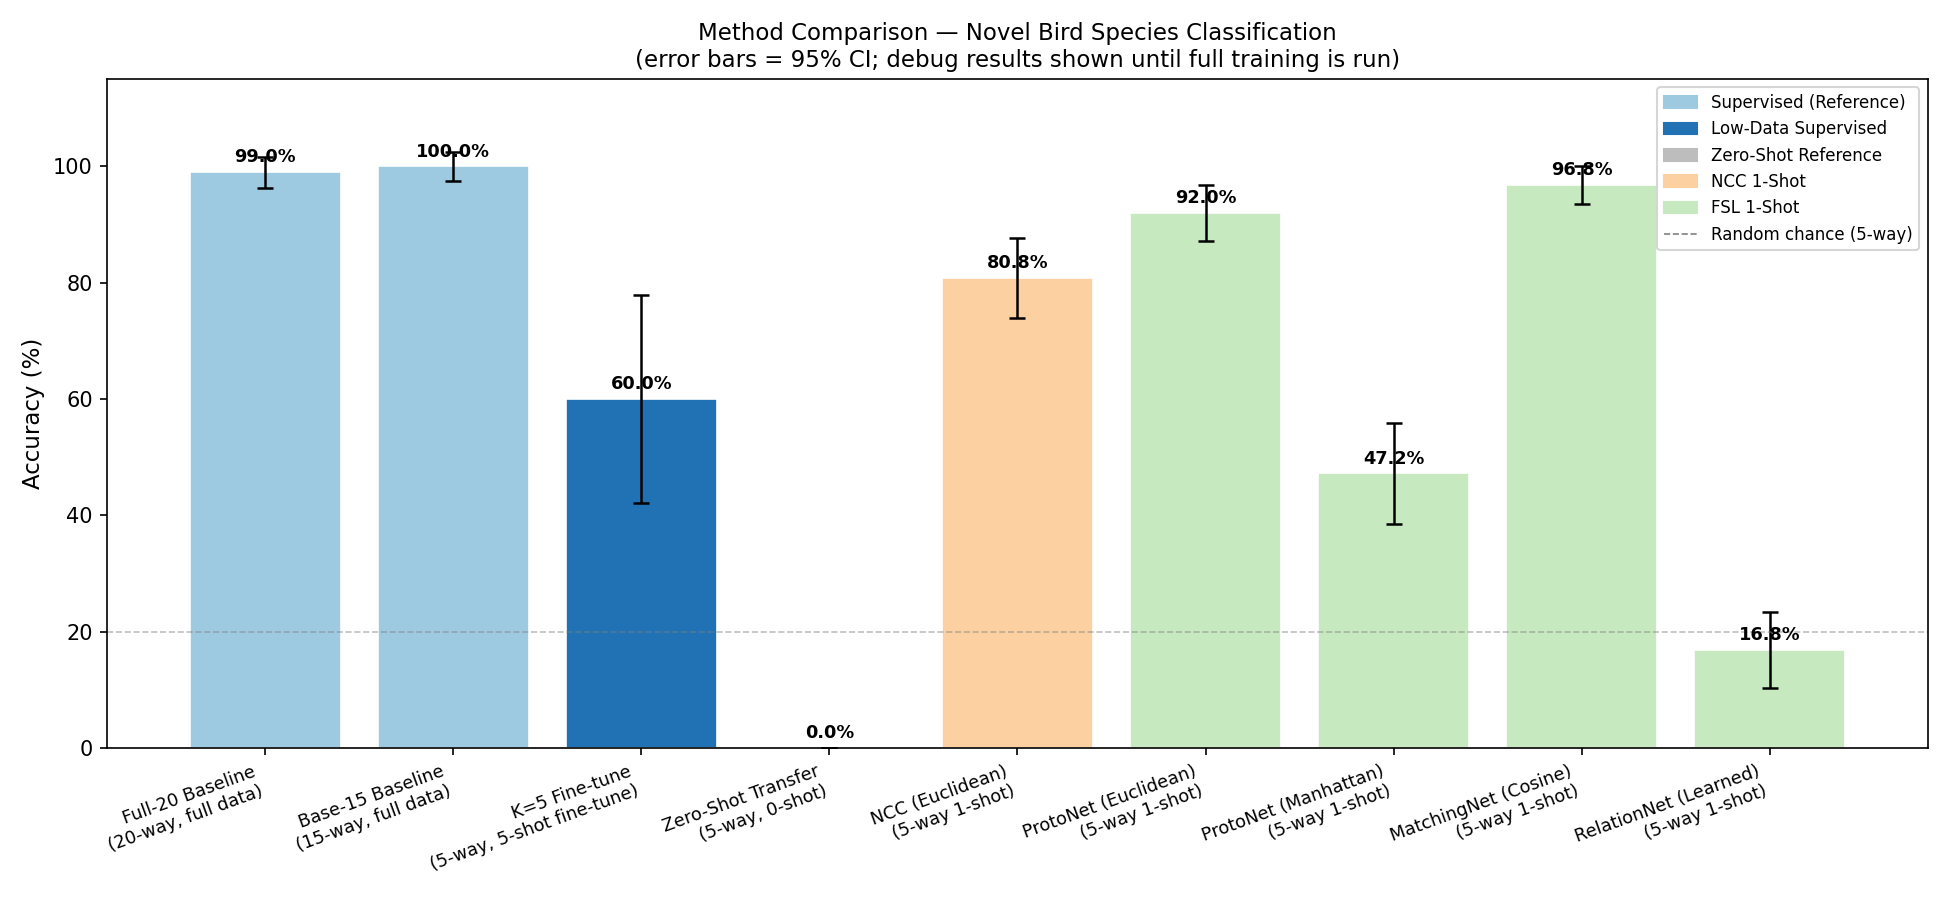 Method Comparison — Novel Bird Species Classification
(error bars = 95% CI; debug results shown until full training is run)
Supervised (Reference)
Low-Data Supervised
Zero-Shot Reference
NCC 1-Shot
FSL 1-Shot
Random chance (5-way)
Accuracy (%)
100
80
60
40
20
0
99.0%
100.0%
60.0%
0.0%
80.8%
92.0%
47.2%
96.8%
16.8%
Full-20 Baseline
(20-way, full data)
Base-15 Baseline
(15-way, full data)
K=5 Fine-tune
(5-way, 5-shot fine-tune)
Zero-Shot Transfer
(5-way, 0-shot)
NCC (Euclidean)
(5-way 1-shot)
ProtoNet (Euclidean)
(5-way 1-shot)
ProtoNet (Manhattan)
(5-way 1-shot)
MatchingNet (Cosine)
(5-way 1-shot)
RelationNet (Learned)
(5-way 1-shot)